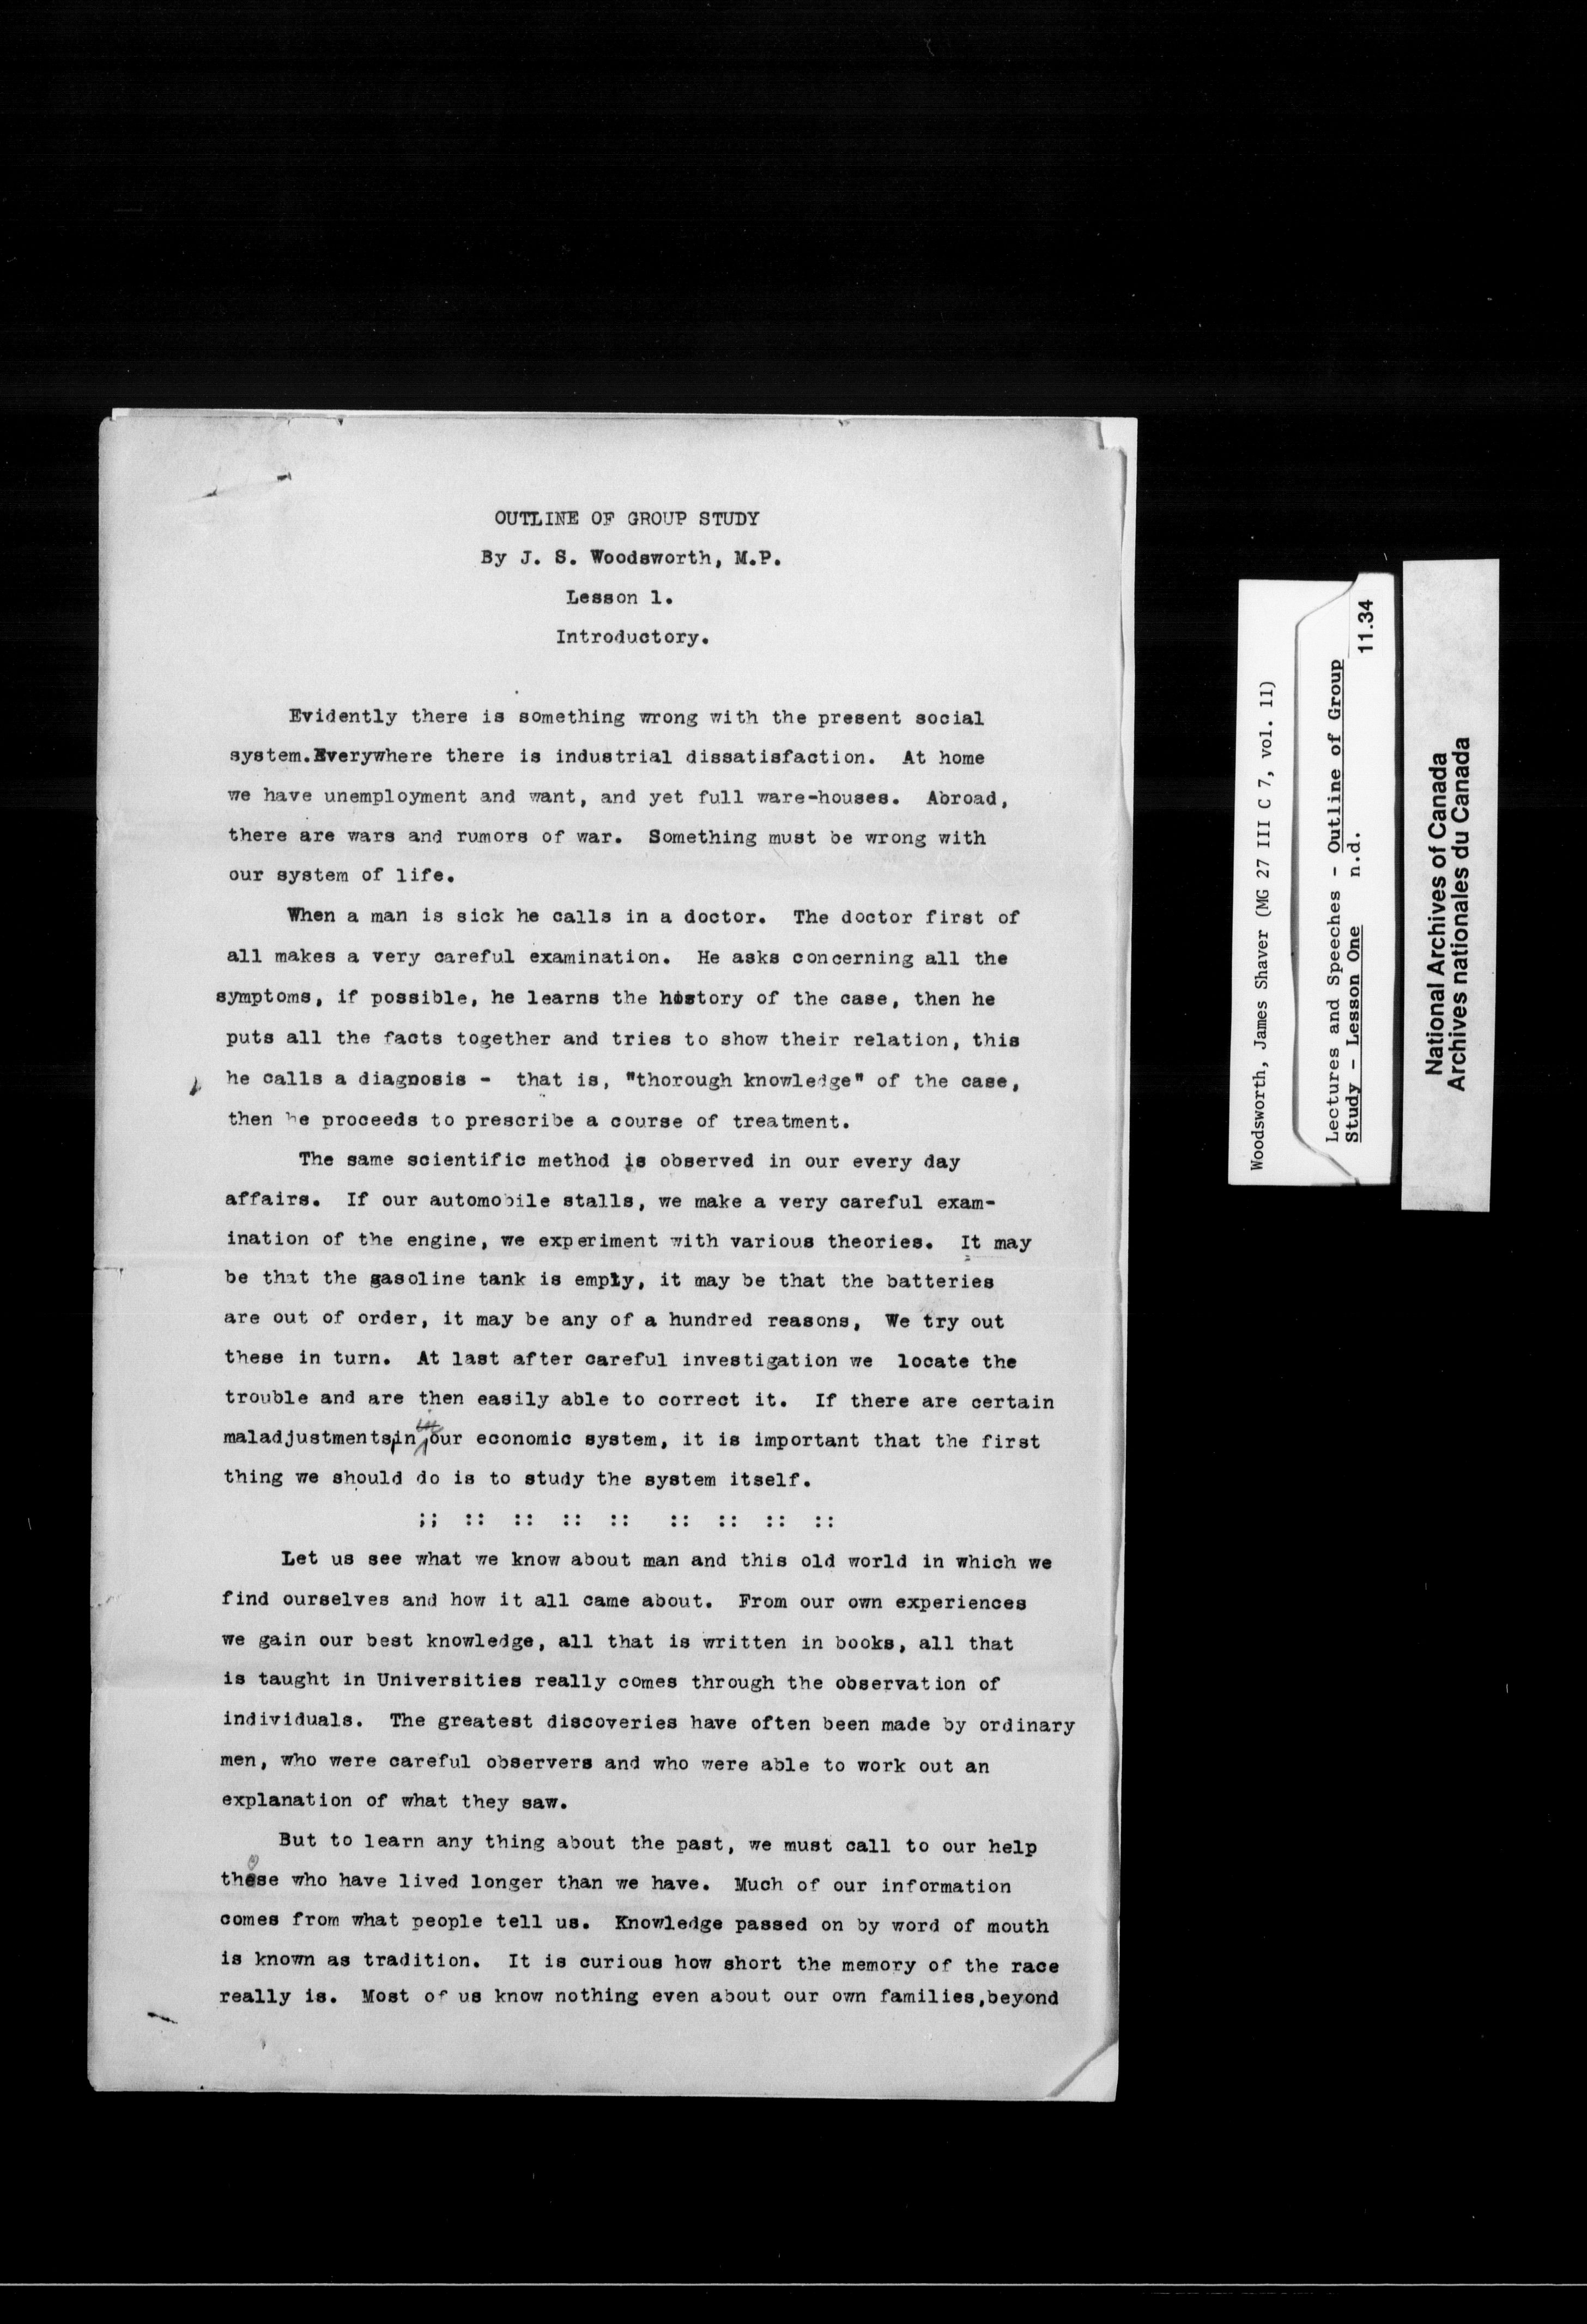 OUTLINE OF GROUP STUDY
By J. S. Woodsworth, M.P.
Lesson 1.
Introductory.
Evidently there is something wrong with the present social
system.Everywhere there is industrial dissatisfaction. At home
we have unemployment and want, and yet full ware-houses. Abroad,
there are wars and rumors of war. Something must be wrong with
our system of life.
When a man is sick he calls in a doctor. The doctor first of
all makes a very careful examination. He asks concerning all the
symptoms, if possible, he learns the history of the case, then he
puts all the facts together and tries to show their relation, this
he calls a diagnosis - that is, "thorough knowledge" of the case,
then he proceeds to prescribe a course of treatment.
The same scientific method is observed in our every day
affairs. If our automobile stalls, we make a very careful exam-
ination of the engine, we experiment with various theories. It may
be that the gasoline tank is empty, it may be that the batteries
are out of order, it may be any of a hundred reasons, We try out
these in turn. At last after careful investigation we locate the
trouble and are then easily able to correct it. If there are certain
maladjustments in our economic system, it is important that the first
thing we should do is to study the system itself.
;; :: :: :: :: :: :: :: ::
Let us see what we know about man and this old world in which we
find ourselves and how it all came about. From our own experiences
we gain our best knowledge, all that is written in books, all that
is taught in Universities really comes through the observation of
individuals. The greatest discoveries have often been made by ordinary
men, who were careful observers and who were able to work out an
explanation of what they saw.
But to learn any thing about the past, we must call to our help
those who have lived longer than we have. Much of our information
comes from what people tell us. Knowledge passed on by word of mouth
is known as tradition. It is curious how short the memory of the race
really is. Most of us know nothing even about our own families,beyond
Woodsworth, James Shaver (MG 27 III C 7, vol. 11)
Lectures and Speeches - Outline of Group
Study - Lesson One n.d.
11.34
National Archives of Canada
Archives nationales du Canada